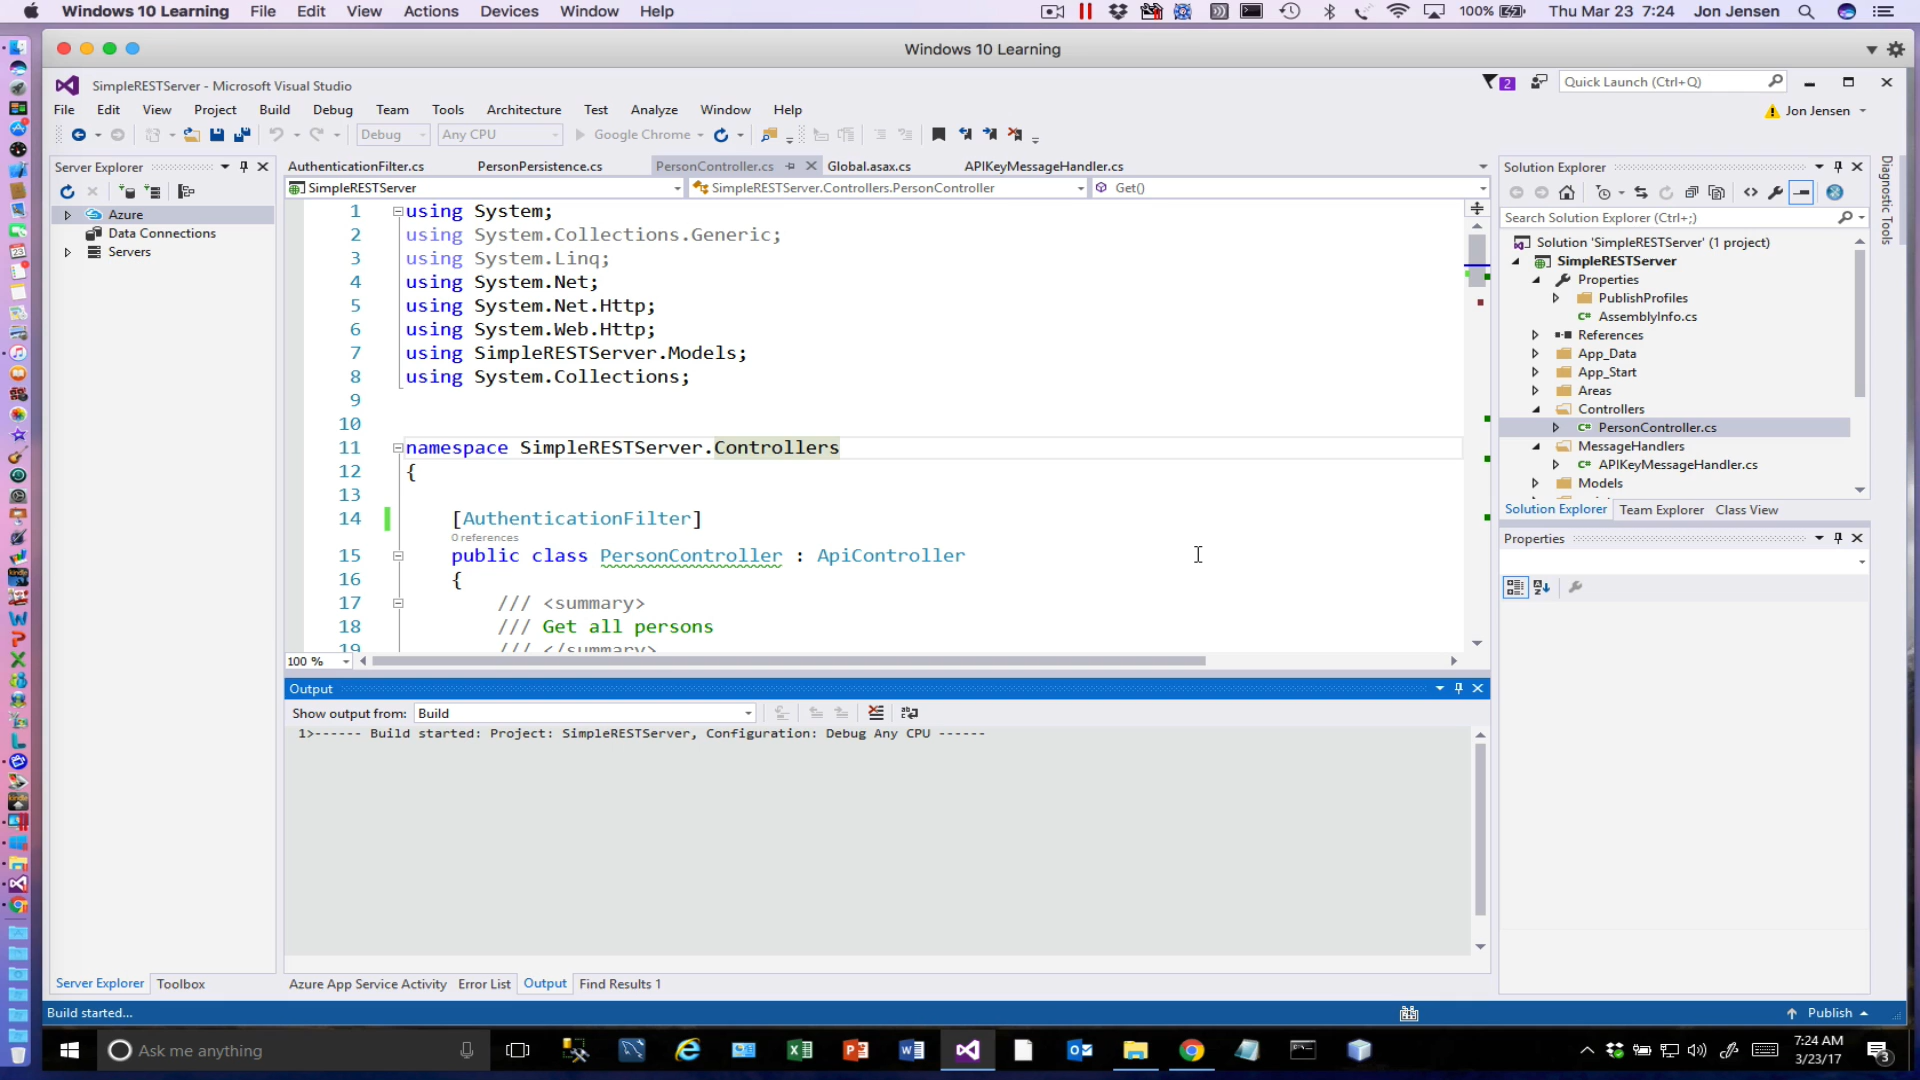 Windows 10 Learning File Edit View Actions Devices Window Help 100% Thu Mar 23 7:24 Jon Jensen
Windows 10 Learning
SimpleRESTServer - Microsoft Visual Studio
2
Quick Launch (Ctrl+Q)
File Edit View Project Build Debug Team Tools Architecture Test Analyze Window Help
Jon Jensen
Debug Any CPU Google Chrome
Server Explorer
Azure
Data Connections
Servers
AuthenticationFilter.cs PersonPersistence.cs PersonController.cs Global.asax.cs APIKeyMessageHandler.cs
SimpleRESTServer SimpleRESTServer.Controllers.PersonController Get()
1 using System;
2 using System.Collections.Generic;
3 using System.Linq;
4 using System.Net;
5 using System.Net.Http;
6 using System.Web.Http;
7 using SimpleRESTServer.Models;
8 using System.Collections;
9
10
11 namespace SimpleRESTServer.Controllers
12 {
13
14 [AuthenticationFilter]
0 references
15 public class PersonController : ApiController
16 {
17 /// <summary>
18 /// Get all persons
19 /// </summary>
100 %
Output
Show output from: Build
1>------ Build started: Project: SimpleRESTServer, Configuration: Debug Any CPU ------
Server Explorer Toolbox
Azure App Service Activity Error List Output Find Results 1
Solution Explorer
Search Solution Explorer (Ctrl+;)
Solution 'SimpleRESTServer' (1 project)
SimpleRESTServer
Properties
PublishProfiles
C# AssemblyInfo.cs
References
App_Data
App_Start
Areas
Controllers
C# PersonController.cs
MessageHandlers
C# APIKeyMessageHandler.cs
Models
Solution Explorer Team Explorer Class View
Properties
Diagnostic Tools
Build started...
Publish
Ask me anything
7:24 AM
3/23/17
3